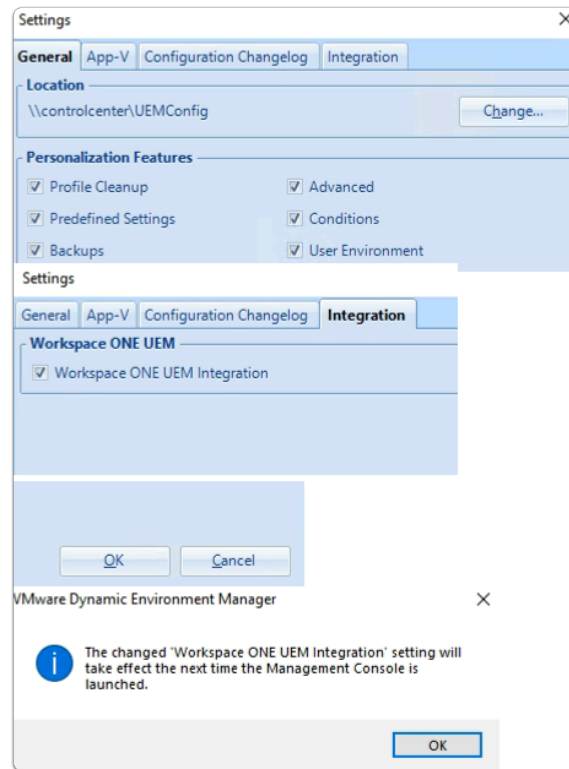 Settings
General App-V Configuration Changelog Integration
Location
\\controlcenter\UEMConfig
Change...
Personalization Features
Profile Cleanup Advanced
Predefined Settings Conditions
Backups User Environment
Settings
General App-V Configuration Changelog Integration
Workspace ONE UEM
Workspace ONE UEM Integration
OK Cancel
VMware Dynamic Environment Manager
The changed 'Workspace ONE UEM Integration' setting will
take effect the next time the Management Console is
launched.
OK